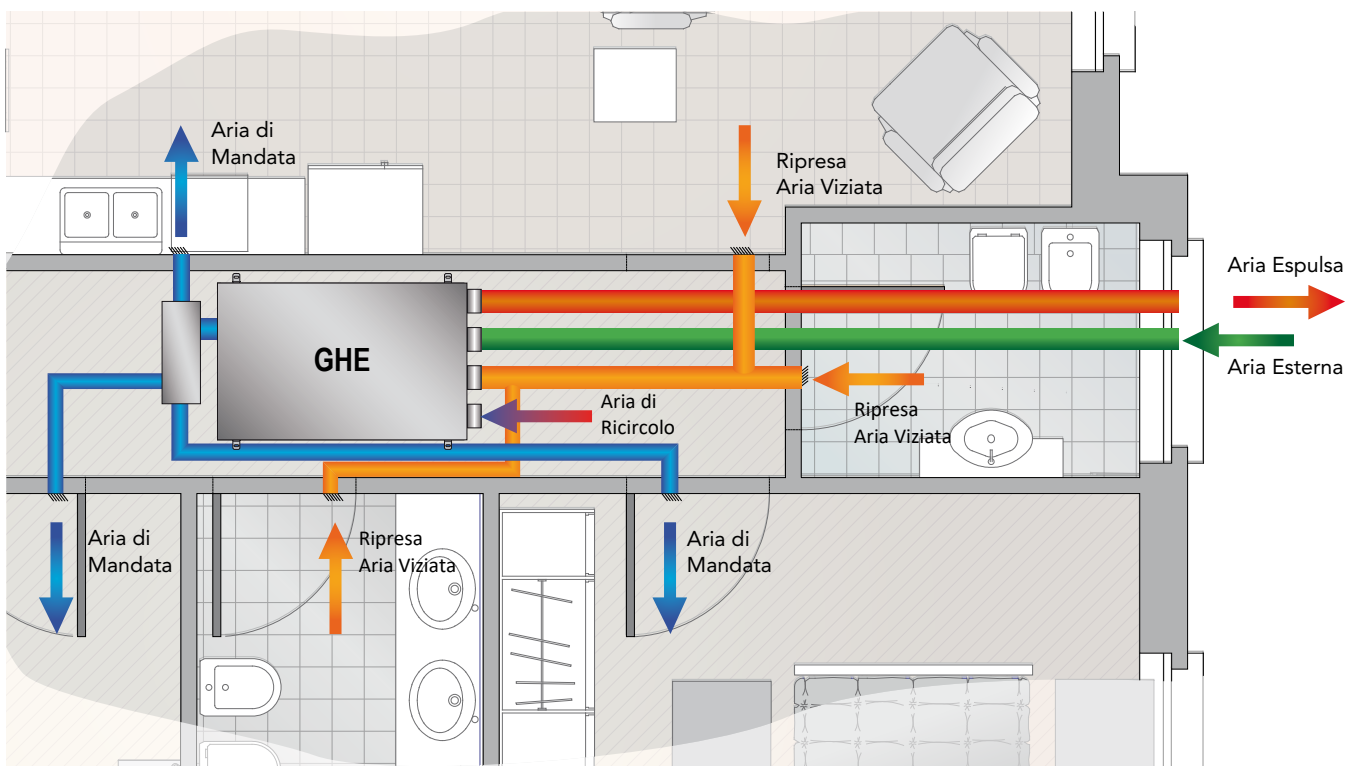 Aria di
Mandata
Ripresa
Aria Viziata
Aria Espulsa
GHE
Aria Esterna
Aria di
Ricircolo
Ripresa
Aria Viziata
Aria di
Mandata
Ripresa
Aria Viziata
Aria di
Mandata